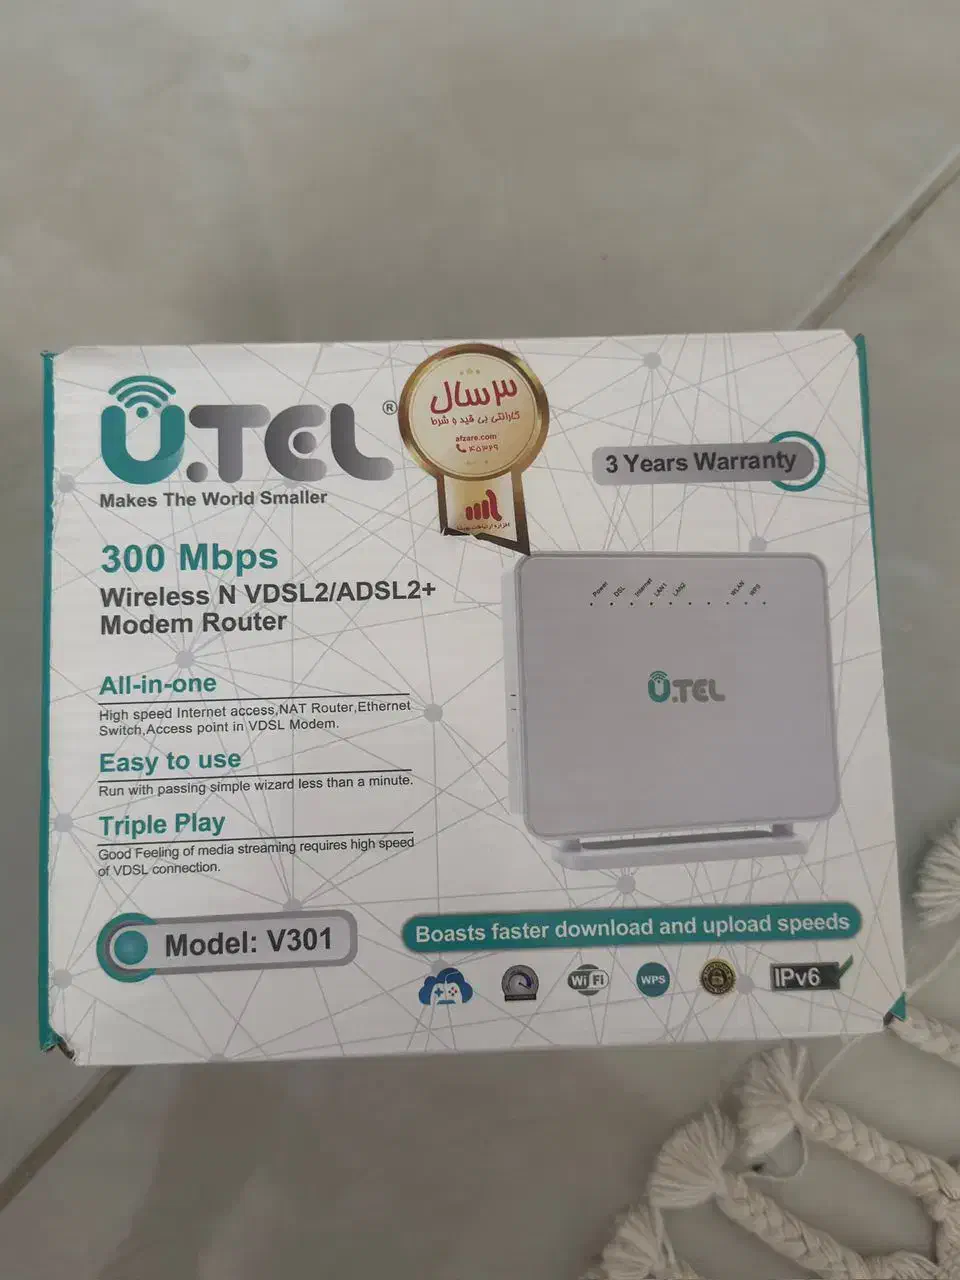 U.TEL®
Makes The World Smaller
۳ سال
گارانتی بی قید و شرط
afzare.com
۴۵۳۲۹
3 Years Warranty
300 Mbps
Wireless N VDSL2/ADSL2+
Modem Router
All-in-one
High speed Internet access,NAT Router,Ethernet
Switch,Access point in VDSL Modem.
Easy to use
Run with passing simple wizard less than a minute.
Triple Play
Good Feeling of media streaming requires high speed
of VDSL connection.
Power DSL Internet LAN1 LAN2 WLAN WPS
U.TEL
Model: V301
Boasts faster download and upload speeds
Wi Fi
WPS
IPv6